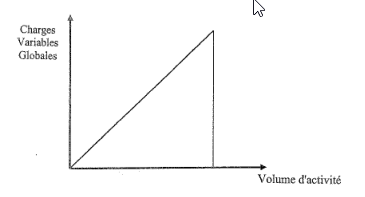 Charges
Variables
Globales
Volume d'activité